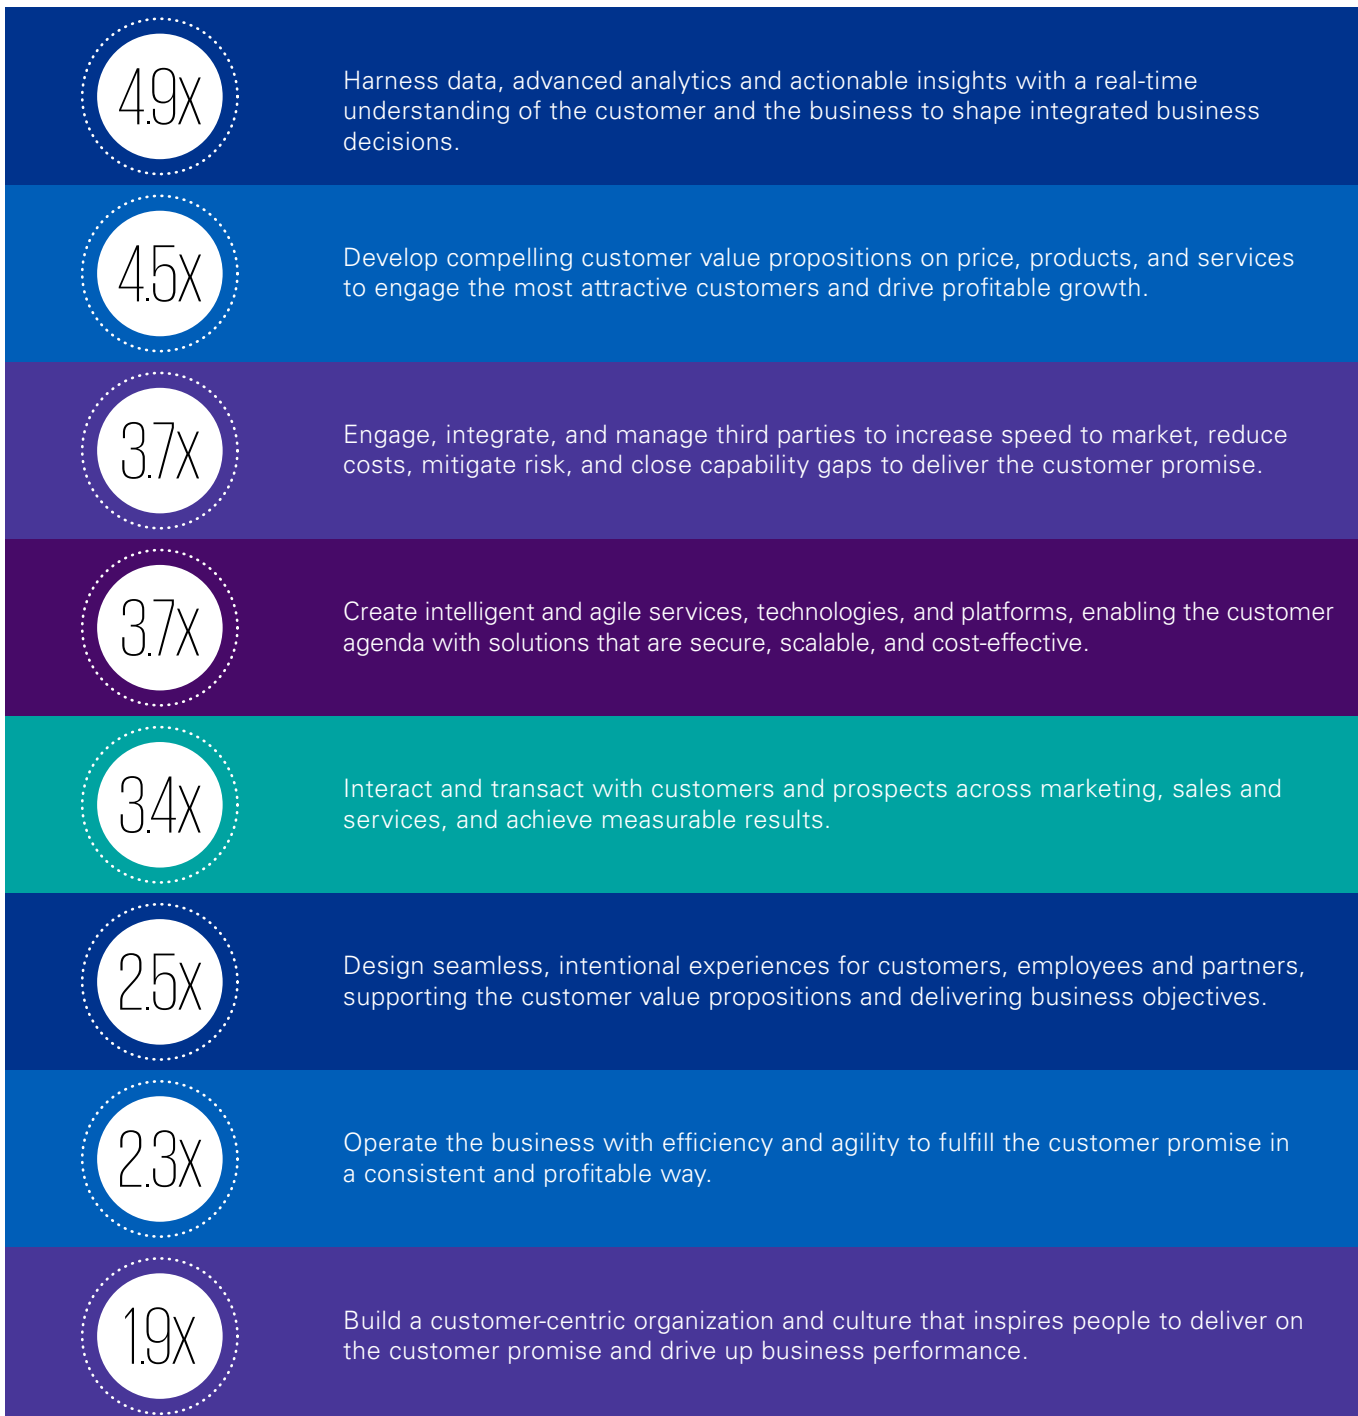 4.9x
Harness data, advanced analytics and actionable insights with a real-time
understanding of the customer and the business to shape integrated business
decisions.
4.5x
Develop compelling customer value propositions on price, products, and services
to engage the most attractive customers and drive profitable growth.
3.7x
Engage, integrate, and manage third parties to increase speed to market, reduce
costs, mitigate risk, and close capability gaps to deliver the customer promise.
3.7x
Create intelligent and agile services, technologies, and platforms, enabling the customer
agenda with solutions that are secure, scalable, and cost-effective.
3.4x
Interact and transact with customers and prospects across marketing, sales and
services, and achieve measurable results.
2.5x
Design seamless, intentional experiences for customers, employees and partners,
supporting the customer value propositions and delivering business objectives.
2.3x
Operate the business with efficiency and agility to fulfill the customer promise in
a consistent and profitable way.
1.9x
Build a customer-centric organization and culture that inspires people to deliver on
the customer promise and drive up business performance.